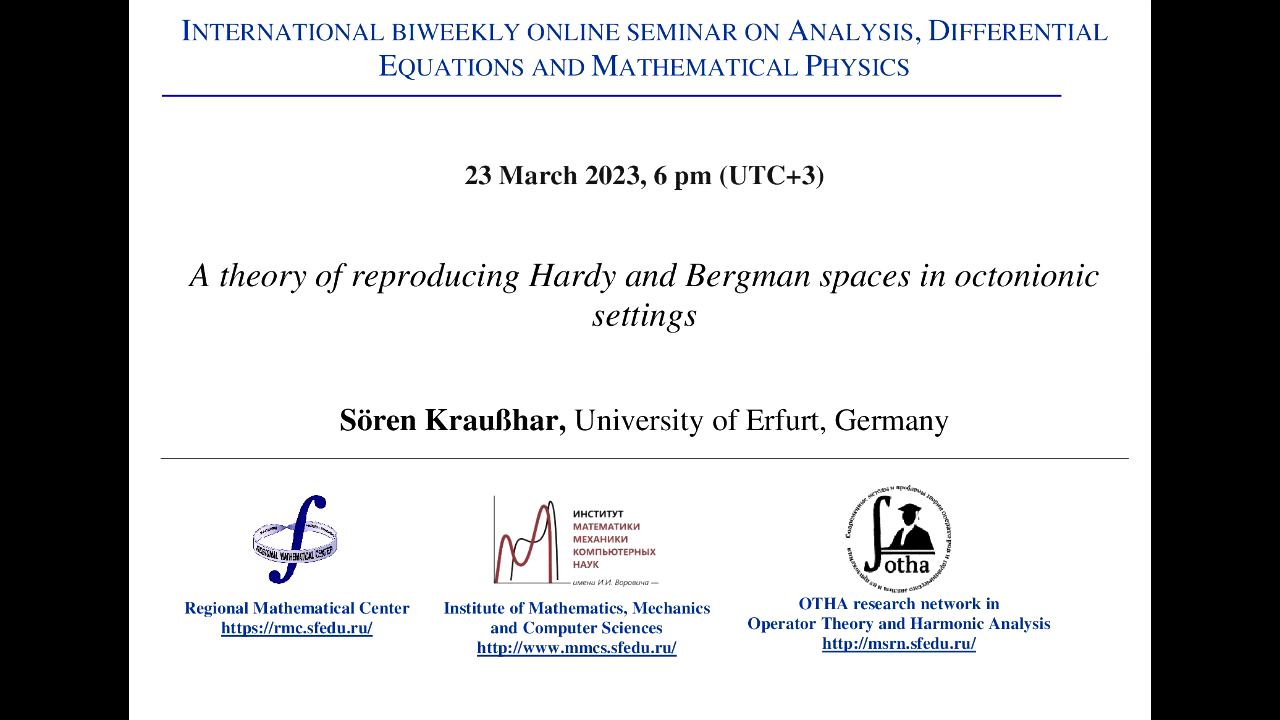 INTERNATIONAL BIWEEKLY ONLINE SEMINAR ON ANALYSIS, DIFFERENTIAL
EQUATIONS AND MATHEMATICAL PHYSICS
23 March 2023, 6 pm (UTC+3)
A theory of reproducing Hardy and Bergman spaces in octonionic
settings
Sören Kraußhar, University of Erfurt, Germany
REGIONAL MATHEMATICAL CENTER
ИНСТИТУТ
МАТЕМАТИКИ
МЕХАНИКИ
КОМПЬЮТЕРНЫХ
НАУК
имени И.И. Воровича
otha
Regional Mathematical Center
https://rmc.sfedu.ru/
Institute of Mathematics, Mechanics
and Computer Sciences
http://www.mmcs.sfedu.ru/
OTHA research network in
Operator Theory and Harmonic Analysis
http://msrn.sfedu.ru/